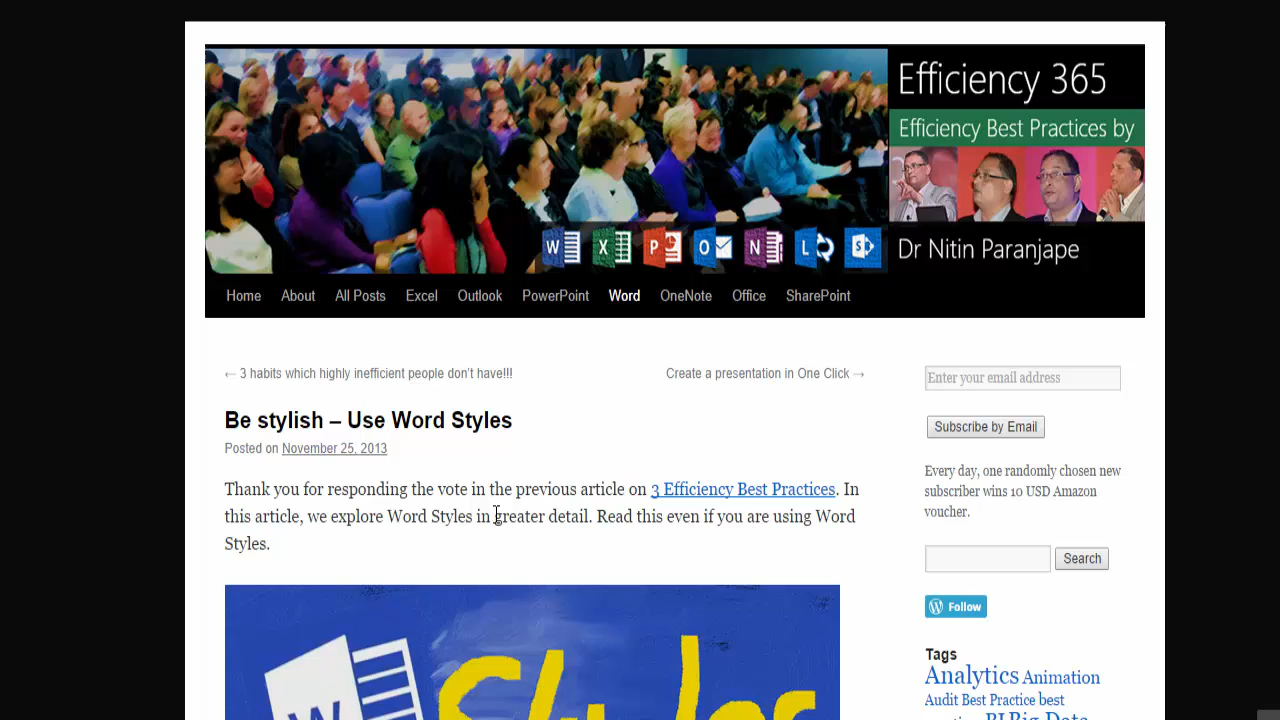 Efficiency 365
Efficiency Best Practices by
Dr Nitin Paranjape
Home About All Posts Excel Outlook PowerPoint Word OneNote Office SharePoint
← 3 habits which highly inefficient people don't have!!!
Create a presentation in One Click →
Be stylish – Use Word Styles
Posted on November 25, 2013
Thank you for responding the vote in the previous article on 3 Efficiency Best Practices. In
this article, we explore Word Styles in greater detail. Read this even if you are using Word
Styles.
W
Enter your email address
Subscribe by Email
Every day, one randomly chosen new
subscriber wins 10 USD Amazon
voucher.
Search
Follow
Tags
Analytics Animation
Audit Best Practice best
BI Big Data